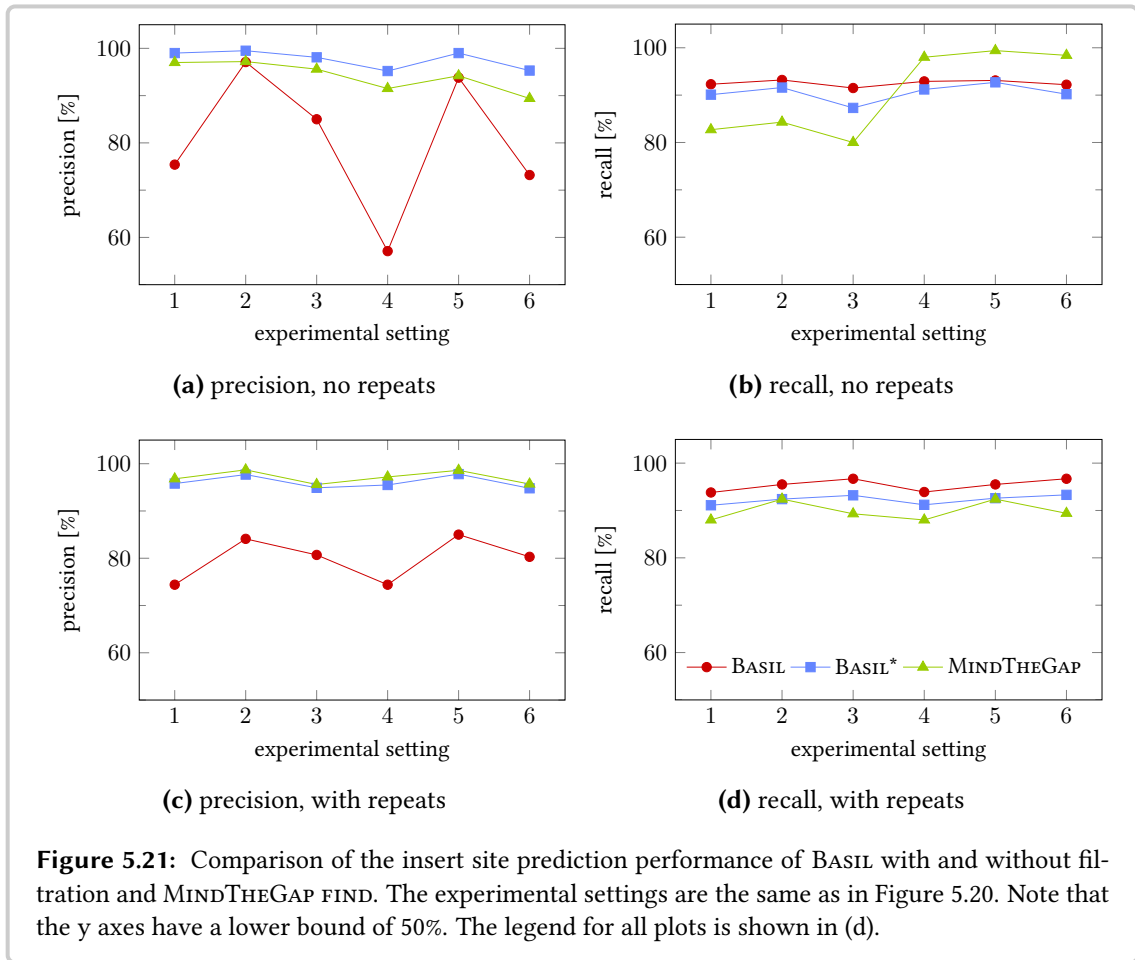 100
80
60
precision [%]
1 2 3 4 5 6
experimental setting
(a) precision, no repeats
100
80
60
recall [%]
1 2 3 4 5 6
experimental setting
(b) recall, no repeats
100
80
60
precision [%]
1 2 3 4 5 6
experimental setting
(c) precision, with repeats
100
80
60
recall [%]
BASIL BASIL* MINDTHEGAP
1 2 3 4 5 6
experimental setting
(d) recall, with repeats
Figure 5.21: Comparison of the insert site prediction performance of BASIL with and without fil-
tration and MINDTHEGAP FIND. The experimental settings are the same as in Figure 5.20. Note that
the y axes have a lower bound of 50%. The legend for all plots is shown in (d).